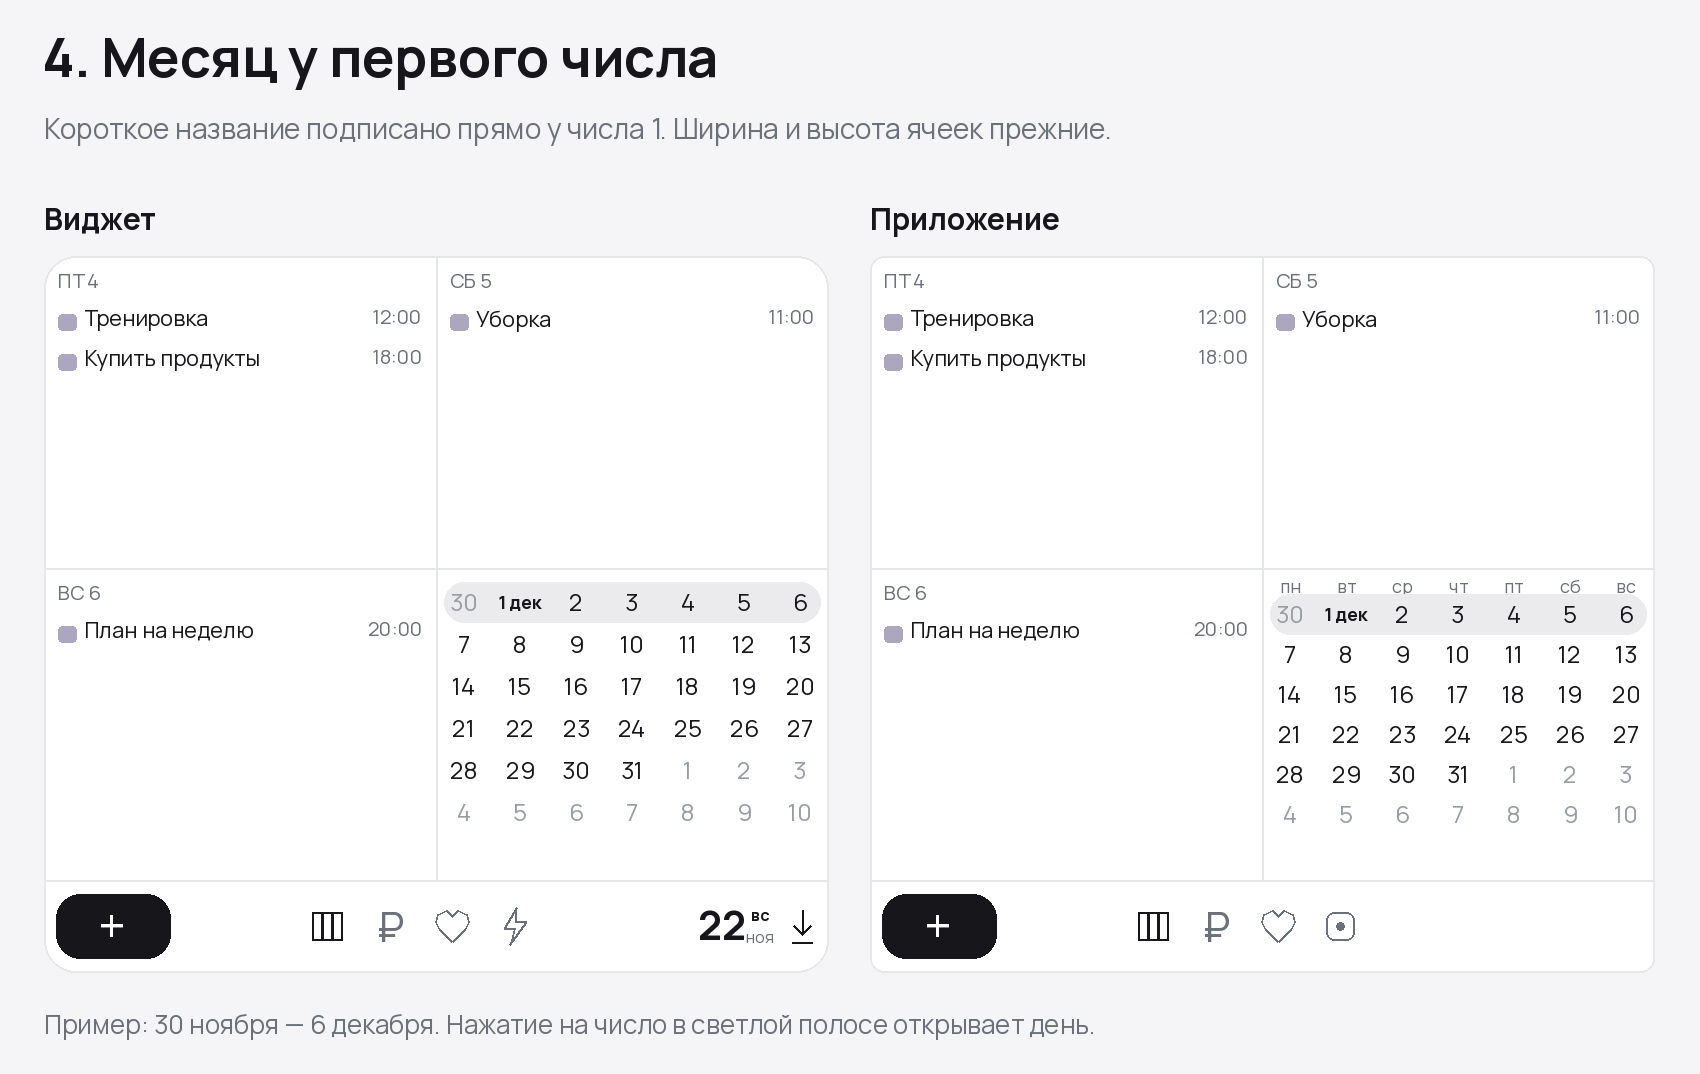 4. Месяц у первого числа
Короткое название подписано прямо у числа 1. Ширина и высота ячеек прежние.
Виджет
ПТ 4
Тренировка 12:00
Купить продукты 18:00
СБ 5
Уборка 11:00
ВС 6
План на неделю 20:00
30 1 дек 2 3 4 5 6
7 8 9 10 11 12 13
14 15 16 17 18 19 20
21 22 23 24 25 26 27
28 29 30 31 1 2 3
4 5 6 7 8 9 10
+ ₽ 22 вс
ноя
Приложение
ПТ 4
Тренировка 12:00
Купить продукты 18:00
СБ 5
Уборка 11:00
ВС 6
План на неделю 20:00
пн вт ср чт пт сб вс
30 1 дек 2 3 4 5 6
7 8 9 10 11 12 13
14 15 16 17 18 19 20
21 22 23 24 25 26 27
28 29 30 31 1 2 3
4 5 6 7 8 9 10
+ ₽
Пример: 30 ноября — 6 декабря. Нажатие на число в светлой полосе открывает день.